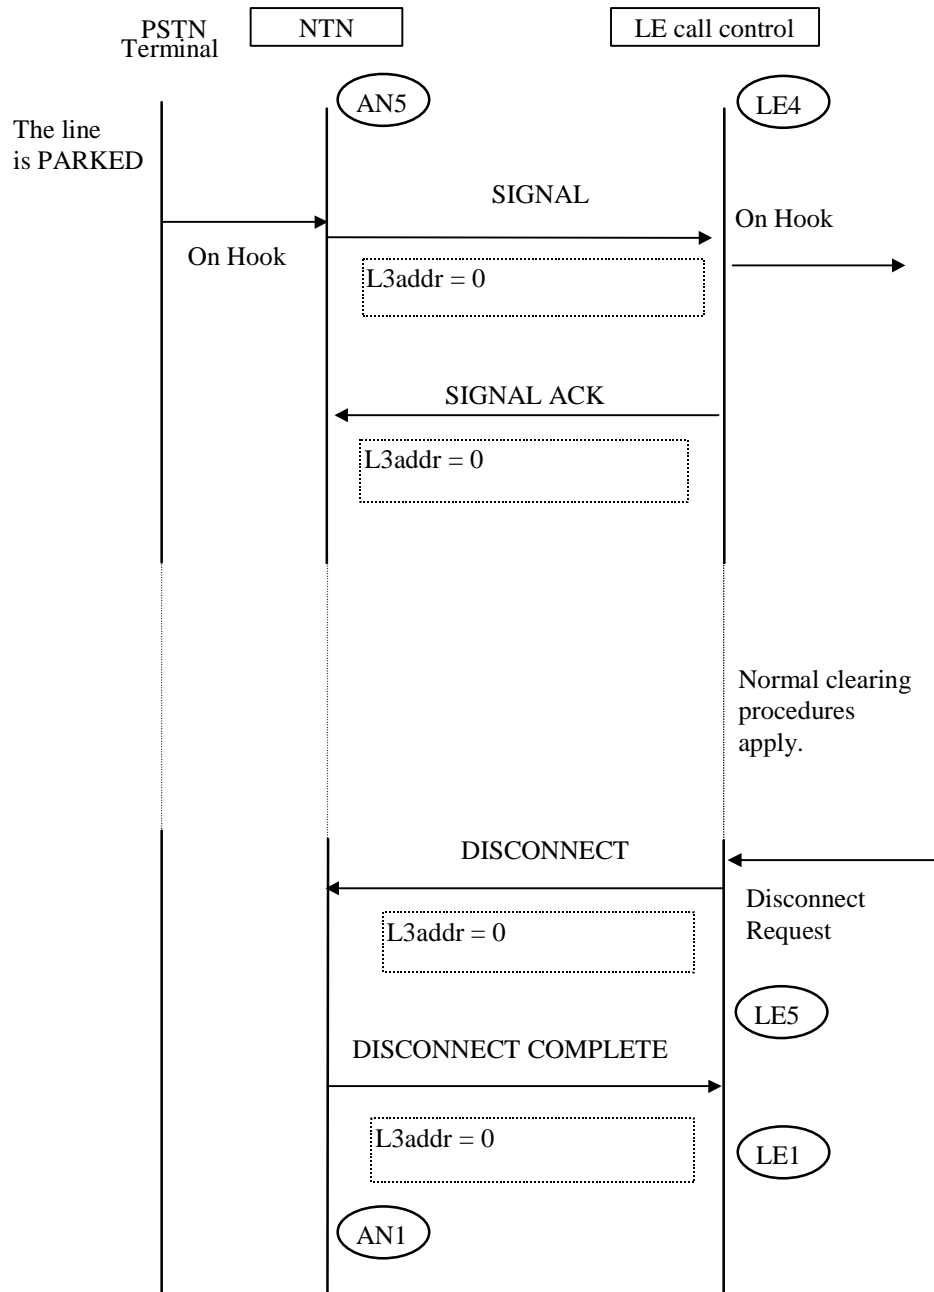 PSTN
Terminal
NTN
LE call control
AN5
LE4
The line
is PARKED
SIGNAL
On Hook
On Hook
L3addr = 0
SIGNAL ACK
L3addr = 0
Normal clearing
procedures
apply.
DISCONNECT
Disconnect
Request
L3addr = 0
LE5
DISCONNECT COMPLETE
L3addr = 0
LE1
AN1